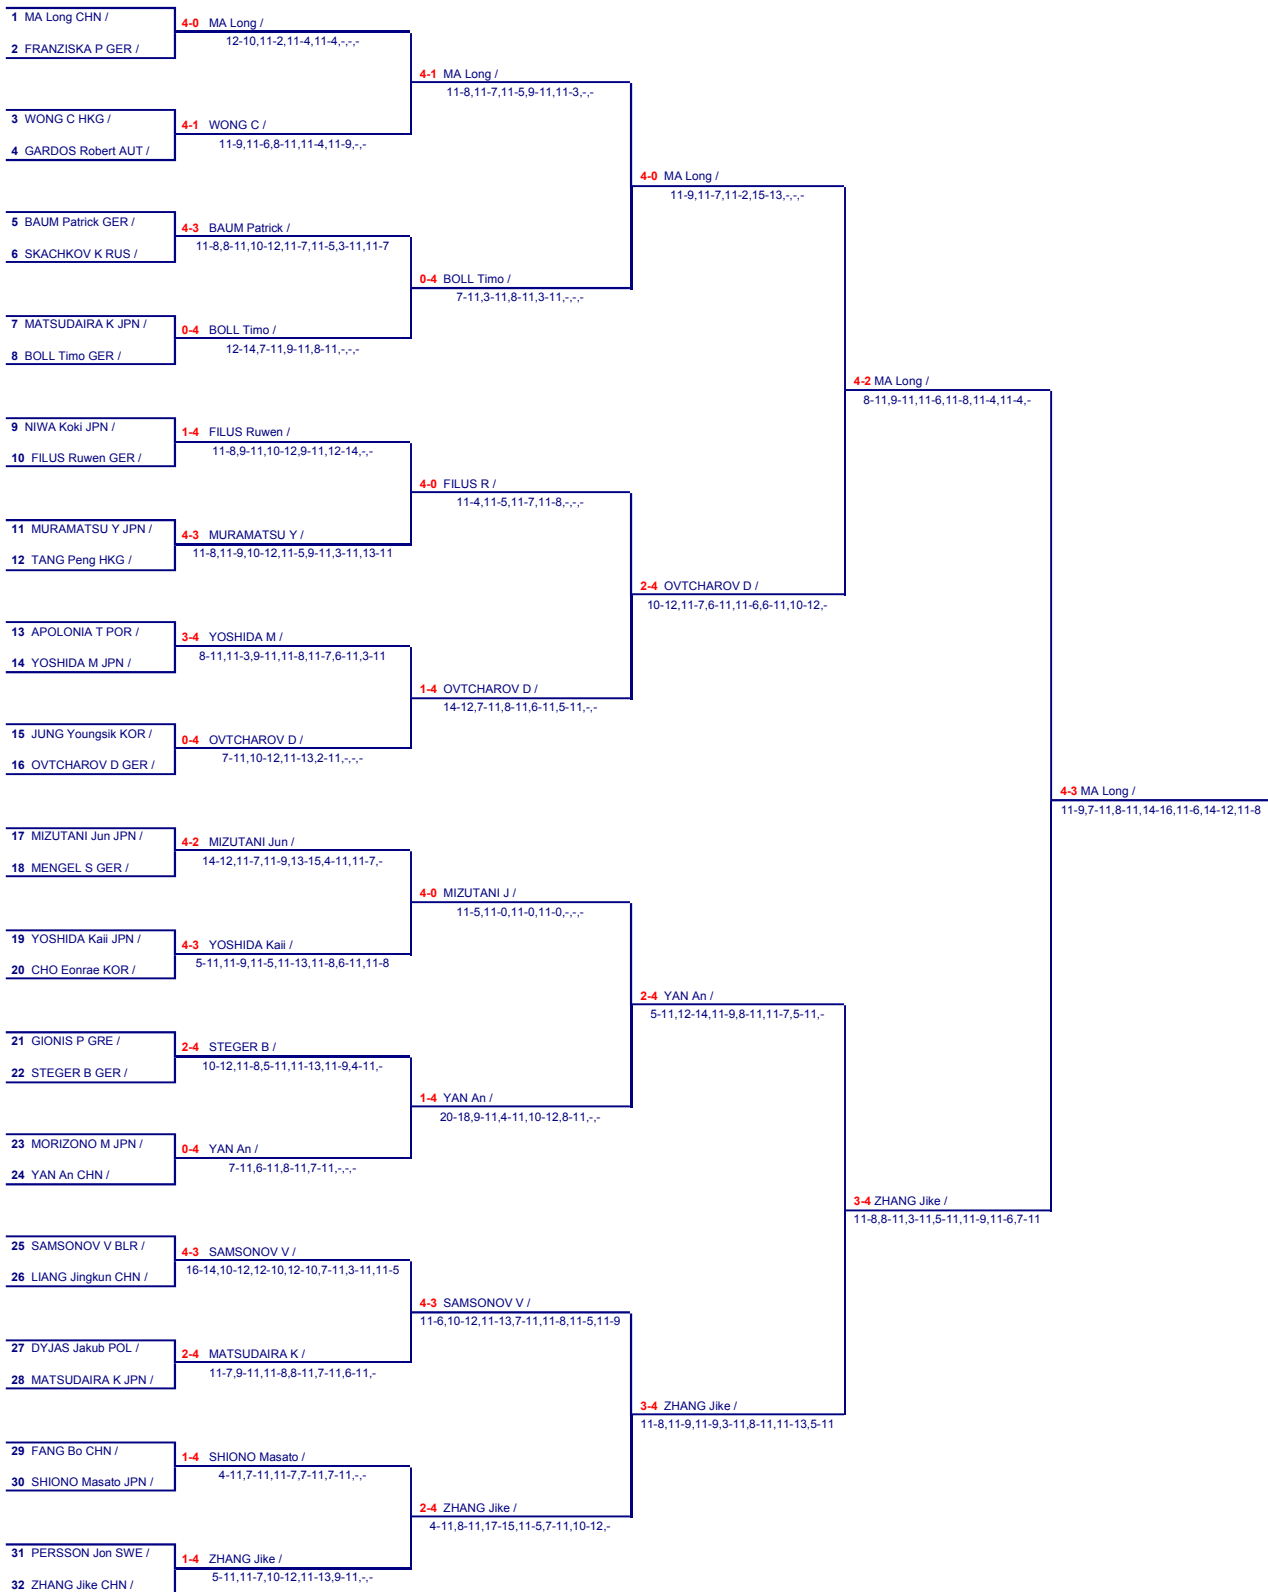 1 MA Long CHN /
2 FRANZISKA P GER /
3 WONG C HKG /
4 GARDOS Robert AUT /
5 BAUM Patrick GER /
6 SKACHKOV K RUS /
7 MATSUDAIRA K JPN /
8 BOLL Timo GER /
9 NIWA Koki JPN /
10 FILUS Ruwen GER /
11 MURAMATSU Y JPN /
12 TANG Peng HKG /
13 APOLONIA T POR /
14 YOSHIDA M JPN /
15 JUNG Youngsik KOR /
16 OVTCHAROV D GER /
17 MIZUTANI Jun JPN /
18 MENGEL S GER /
19 YOSHIDA Kaii JPN /
20 CHO Eonrae KOR /
21 GIONIS P GRE /
22 STEGER B GER /
23 MORIZONO M JPN /
24 YAN An CHN /
25 SAMSONOV V BLR /
26 LIANG Jingkun CHN /
27 DYJAS Jakub POL /
28 MATSUDAIRA K JPN /
29 FANG Bo CHN /
30 SHIONO Masato JPN /
31 PERSSON Jon SWE /
32 ZHANG Jike CHN /
4-0 MA Long /
12-10,11-2,11-4,11-4,-,-,-
4-1 WONG C /
11-9,11-6,8-11,11-4,11-9,-,-
4-3 BAUM Patrick /
11-8,8-11,10-12,11-7,11-5,3-11,11-7
0-4 BOLL Timo /
12-14,7-11,9-11,8-11,-,-,-
1-4 FILUS Ruwen /
11-8,9-11,10-12,9-11,12-14,-,-
4-3 MURAMATSU Y /
11-8,11-9,10-12,11-5,9-11,3-11,13-11
3-4 YOSHIDA M /
8-11,11-3,9-11,11-8,11-7,6-11,3-11
0-4 OVTCHAROV D /
7-11,10-12,11-13,2-11,-,-,-
4-2 MIZUTANI Jun /
14-12,11-7,11-9,13-15,4-11,11-7,-
4-3 YOSHIDA Kaii /
5-11,11-9,11-5,11-13,11-8,6-11,11-8
2-4 STEGER B /
10-12,11-8,5-11,11-13,11-9,4-11,-
0-4 YAN An /
7-11,6-11,8-11,7-11,-,-,-
4-3 SAMSONOV V /
16-14,10-12,12-10,12-10,7-11,3-11,11-5
2-4 MATSUDAIRA K /
11-7,9-11,11-8,8-11,7-11,6-11,-
1-4 SHIONO Masato /
4-11,7-11,11-7,7-11,7-11,-,-
1-4 ZHANG Jike /
5-11,11-7,10-12,11-13,9-11,-,-
4-1 MA Long /
11-8,11-7,11-5,9-11,11-3,-,-
0-4 BOLL Timo /
7-11,3-11,8-11,3-11,-,-,-
4-0 FILUS R /
11-4,11-5,11-7,11-8,-,-,-
1-4 OVTCHAROV D /
14-12,7-11,8-11,6-11,5-11,-,-
4-0 MIZUTANI J /
11-5,11-0,11-0,11-0,-,-,-
1-4 YAN An /
20-18,9-11,4-11,10-12,8-11,-,-
4-3 SAMSONOV V /
11-6,10-12,11-13,7-11,11-8,11-5,11-9
2-4 ZHANG Jike /
4-11,8-11,17-15,11-5,7-11,10-12,-
4-0 MA Long /
11-9,11-7,11-2,15-13,-,-,-
2-4 OVTCHAROV D /
10-12,11-7,6-11,11-6,6-11,10-12,-
2-4 YAN An /
5-11,12-14,11-9,8-11,11-7,5-11,-
3-4 ZHANG Jike /
11-8,11-9,11-9,3-11,8-11,11-13,5-11
4-2 MA Long /
8-11,9-11,11-6,11-8,11-4,11-4,-
3-4 ZHANG Jike /
11-8,8-11,3-11,5-11,11-9,11-6,7-11
4-3 MA Long /
11-9,7-11,8-11,14-16,11-6,14-12,11-8